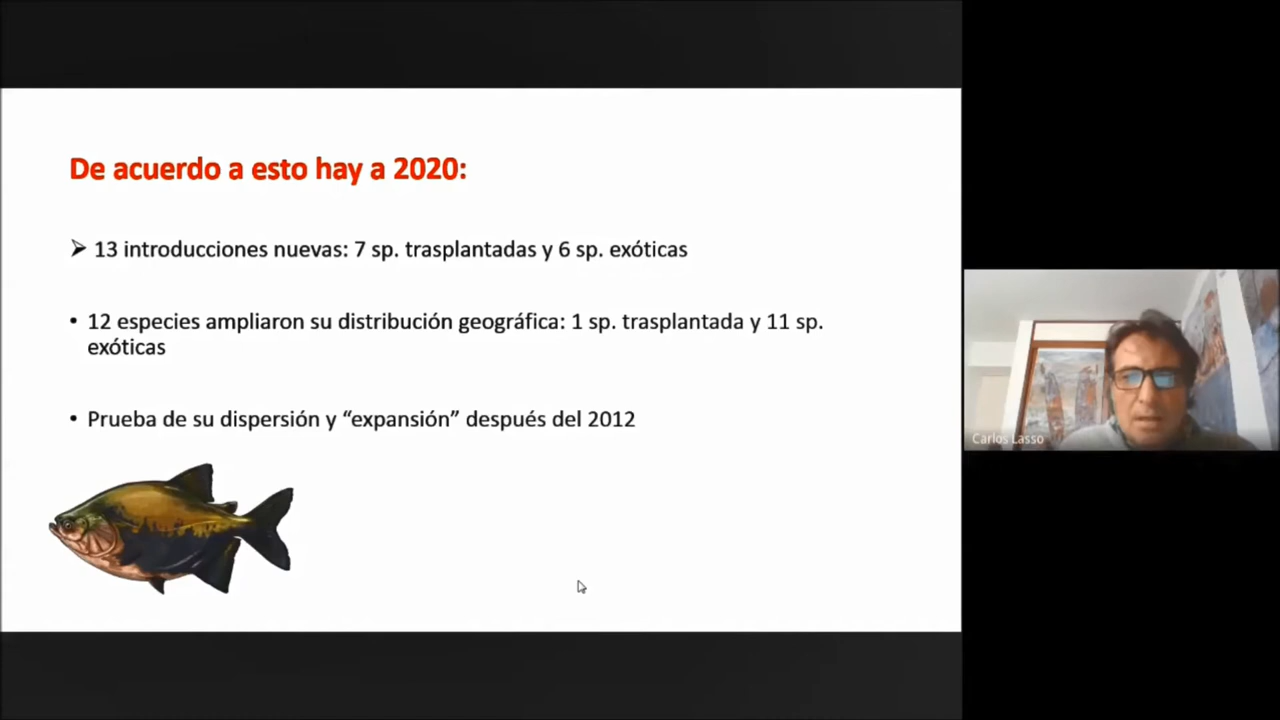 De acuerdo a esto hay a 2020:
➤ 13 introducciones nuevas: 7 sp. trasplantadas y 6 sp. exóticas
• 12 especies ampliaron su distribución geográfica: 1 sp. trasplantada y 11 sp.
exóticas
• Prueba de su dispersión y “expansión” después del 2012
Carlos Lasso